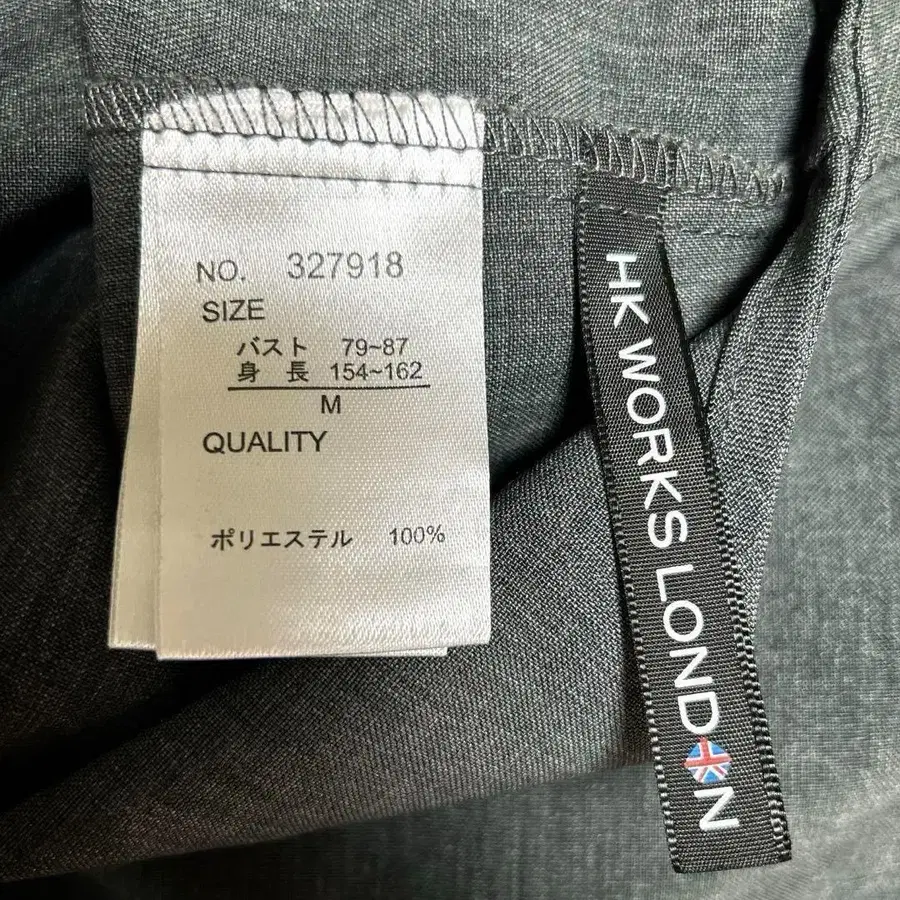 NO. 327918
SIZE
バスト 79~87
身 長 154~162
M
QUALITY
ポリエステル 100%
HK WORKS LONDON